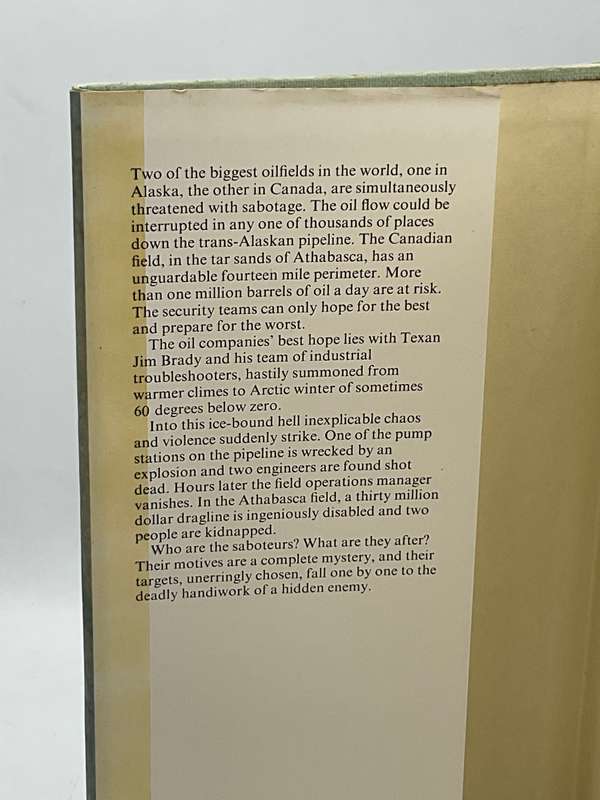 Two of the biggest oilfields in the world, one in
Alaska, the other in Canada, are simultaneously
threatened with sabotage. The oil flow could be
interrupted in any one of thousands of places
down the trans-Alaskan pipeline. The Canadian
field, in the tar sands of Athabasca, has an
unguardable fourteen mile perimeter. More
than one million barrels of oil a day are at risk.
The security teams can only hope for the best
and prepare for the worst.
The oil companies' best hope lies with Texan
Jim Brady and his team of industrial
troubleshooters, hastily summoned from
warmer climes to Arctic winter of sometimes
60 degrees below zero.
Into this ice-bound hell inexplicable chaos
and violence suddenly strike. One of the pump
stations on the pipeline is wrecked by an
explosion and two engineers are found shot
dead. Hours later the field operations manager
vanishes. In the Athabasca field, a thirty million
dollar dragline is ingeniously disabled and two
people are kidnapped.
Who are the saboteurs? What are they after?
Their motives are a complete mystery, and their
targets, unerringly chosen, fall one by one to the
deadly handiwork of a hidden enemy.